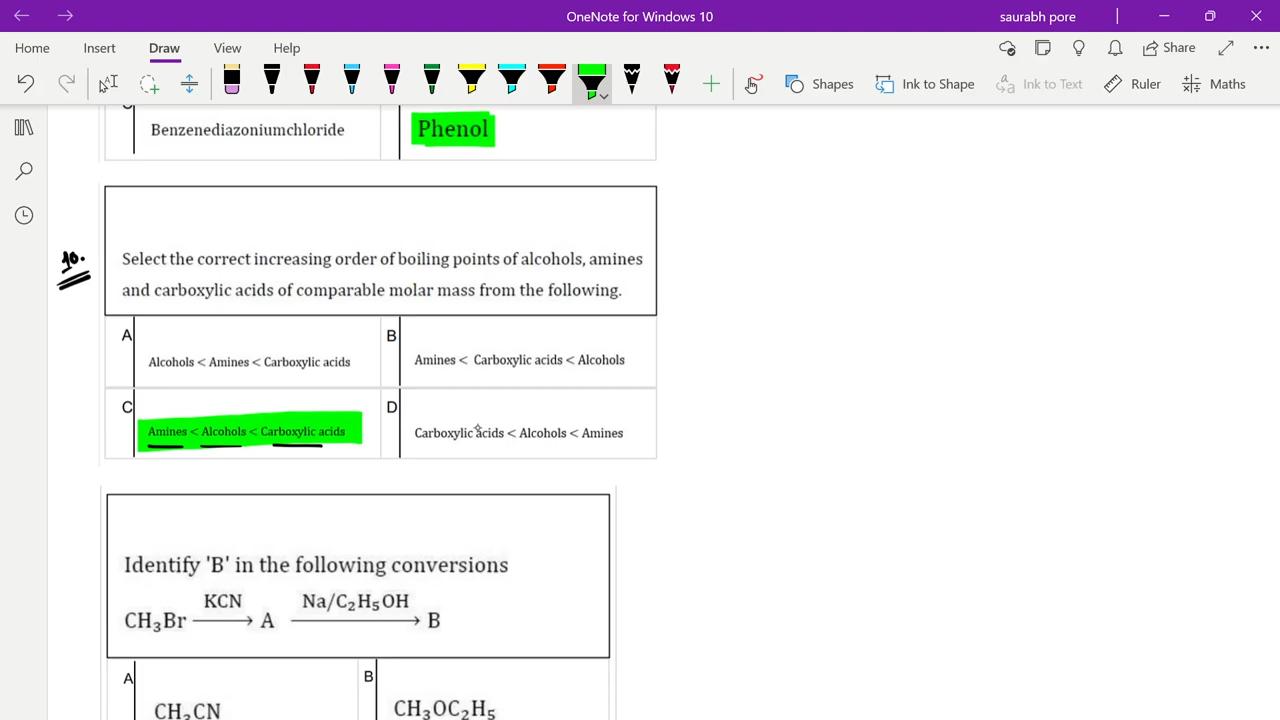 OneNote for Windows 10
saurabh pore
Home Insert Draw View Help
Share
Shapes Ink to Shape Ink to Text Ruler Maths
Benzenediazoniumchloride
Phenol
10.
Select the correct increasing order of boiling points of alcohols, amines
and carboxylic acids of comparable molar mass from the following.
A
Alcohols < Amines < Carboxylic acids
B
Amines < Carboxylic acids < Alcohols
C
Amines < Alcohols < Carboxylic acids
D
Carboxylic acids < Alcohols < Amines
Identify 'B' in the following conversions
KCN Na/C₂H₅OH
CH₃Br ⟶ A ⟶ B
A
CH₃CN
B
CH₃OC₂H₅